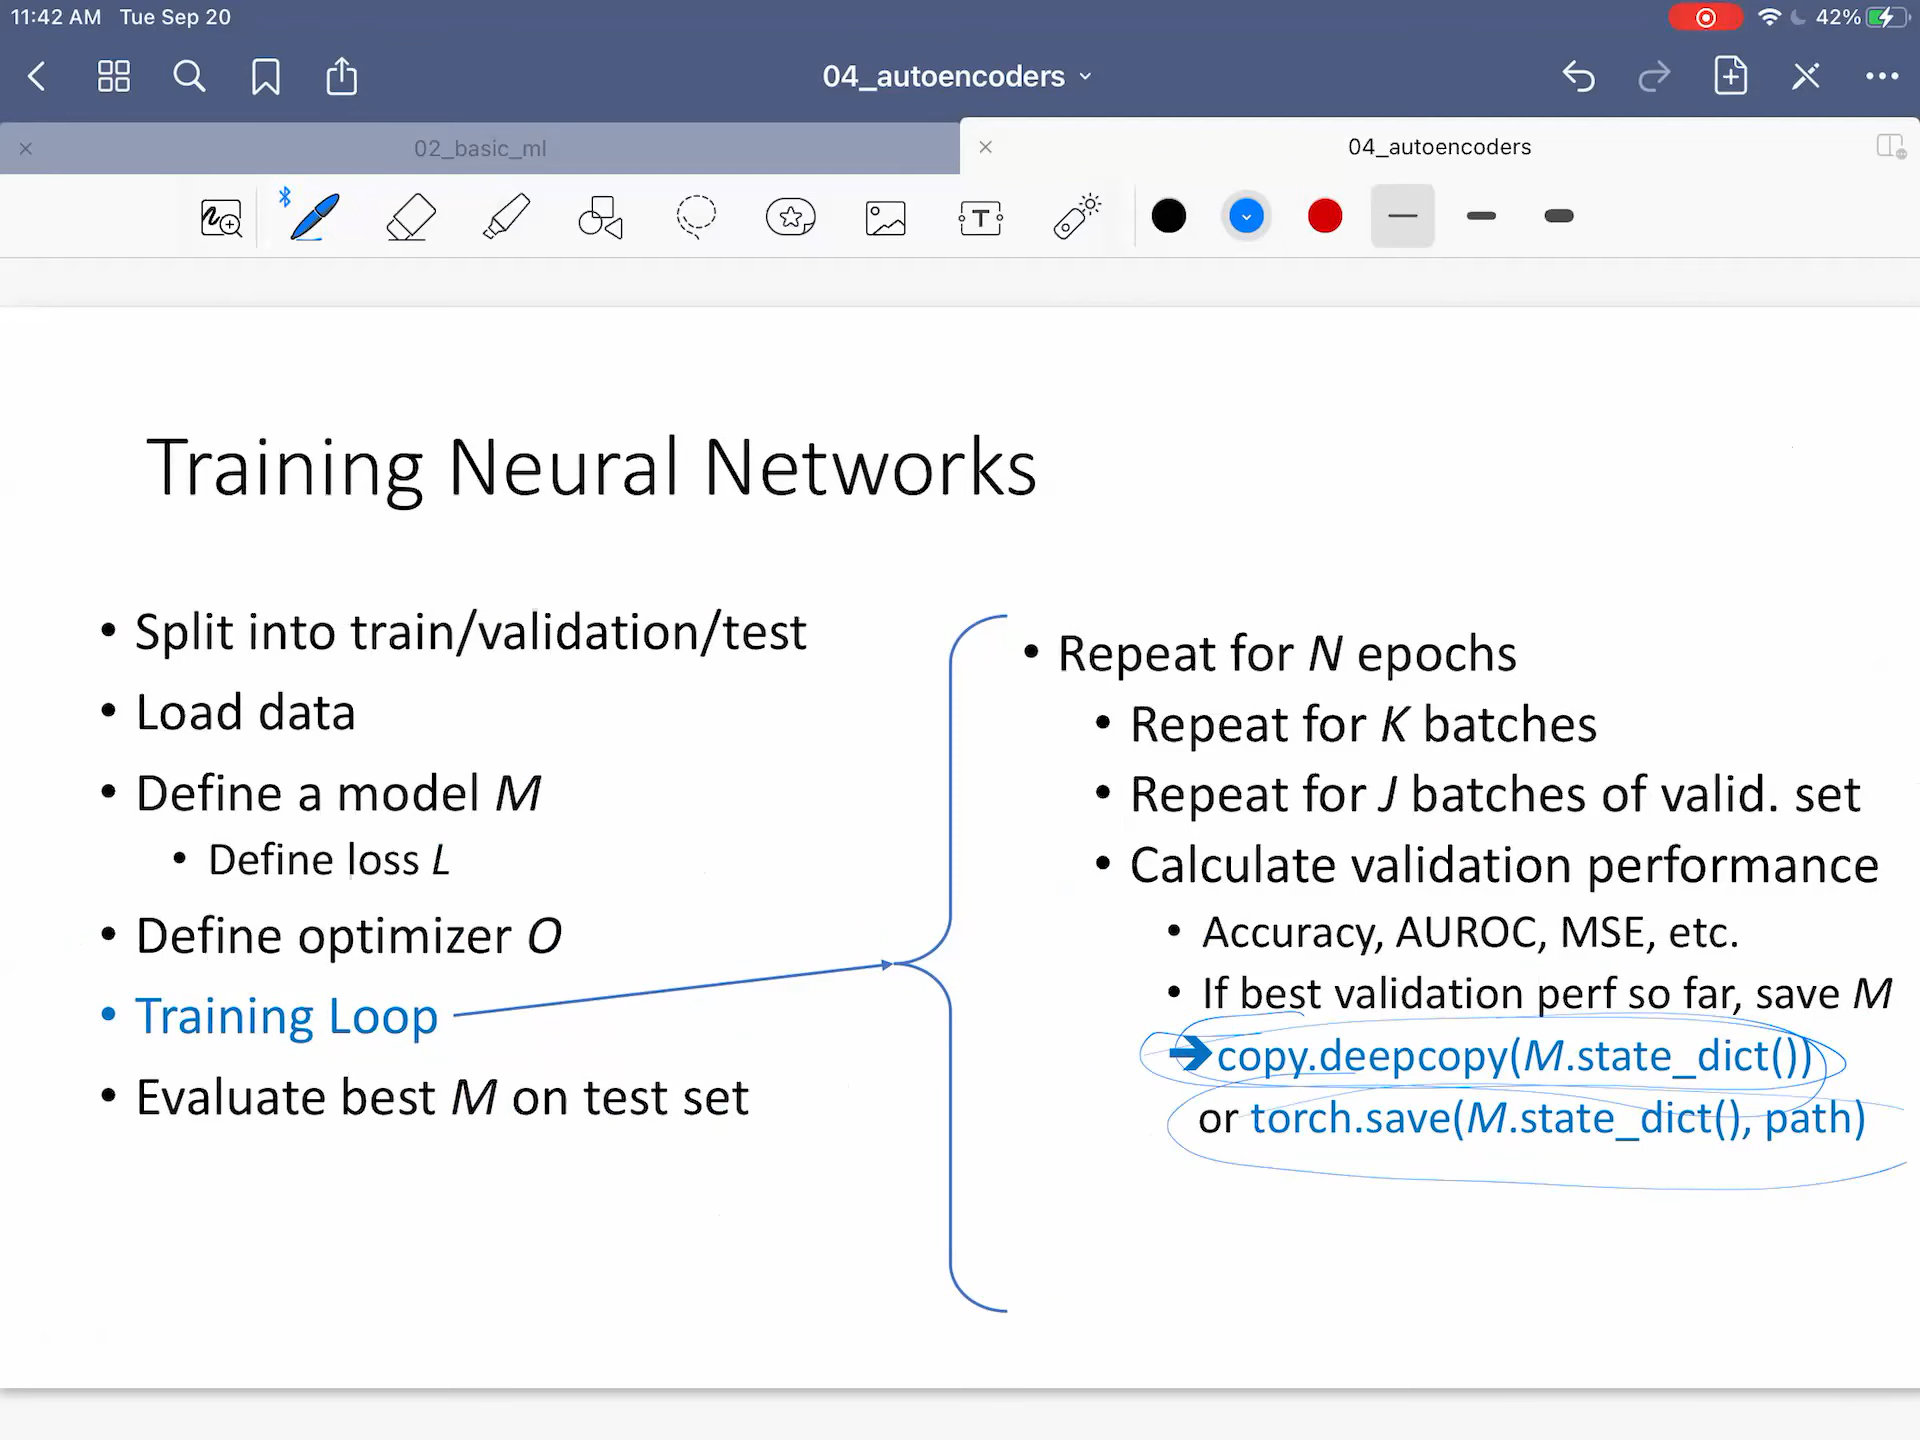 11:42 AM Tue Sep 20
42%
04_autoencoders
02_basic_ml
04_autoencoders
T
Training Neural Networks
• Split into train/validation/test
• Load data
• Define a model M
• Define loss L
• Define optimizer O
• Training Loop
• Evaluate best M on test set
• Repeat for N epochs
• Repeat for K batches
• Repeat for J batches of valid. set
• Calculate validation performance
• Accuracy, AUROC, MSE, etc.
• If best validation perf so far, save M
➔copy.deepcopy(M.state_dict())
or torch.save(M.state_dict(), path)